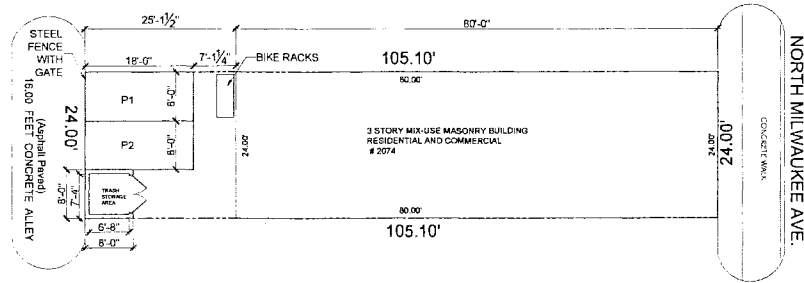 25'-1½"
80'-0"
STEEL
FENCE
WITH
GATE
18'-0"
7'-1¼"
BIKE RACKS
105.10'
80.00'
P1
8'-0"
P2
8'-0"
24.00'
16.00 FEET CONCRETE ALLEY
(Asphalt Paved)
3 STORY MIX-USE MASONRY BUILDING
RESIDENTIAL AND COMMERCIAL
# 2074
24.00'
24.00'
24.00'
CONCRETE WALK
NORTH MILWAUKEE AVE.
8'-0"
7'-4"
TRASH
STORAGE
AREA
80.00'
6'-8"
8'-0"
105.10'